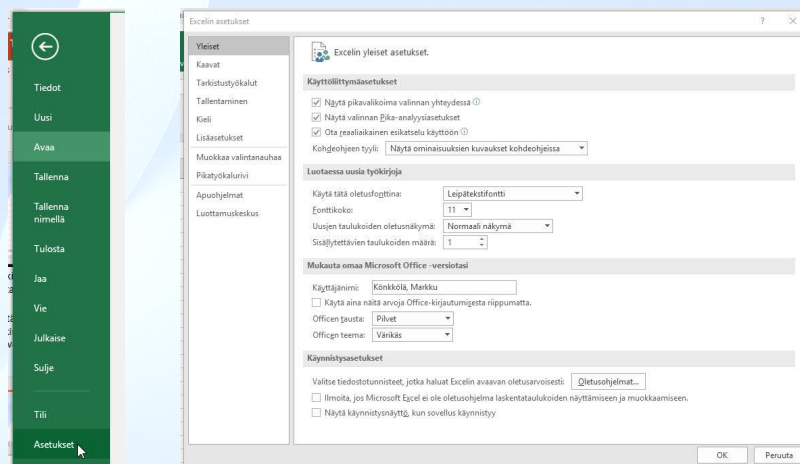 Tiedot
Uusi
Avaa
Tallenna
Tallenna
nimellä
Tulosta
Jaa
Vie
Julkaise
Sulje
Tili
Asetukset
Excelin asetukset
Yleiset
Kaavat
Tarkistustyökalut
Tallentaminen
Kieli
Lisäasetukset
Muokkaa valintanauhaa
Pikatyökalurivi
Apuohjelmat
Luottamuskeskus
Excelin yleiset asetukset.
Käyttöliittymäasetukset
Näytä pikavalikoima valinnan yhteydessä
Näytä valinnan Pika-analyysiasetukset
Ota reaaliaikainen esikatselu käyttöön
Kohdeohjeen tyyli: Näytä ominaisuuksien kuvaukset kohdeohjeissa
Luotaessa uusia työkirjoja
Käytä tätä oletusfonttina: Leipätekstifontti
Fonttikoko: 11
Uusien taulukoiden oletusnäkymä: Normaali näkymä
Sisällytettävien taulukoiden määrä: 1
Mukauta omaa Microsoft Office -versiotasi
Käyttäjänimi: Könkkölä, Markku
Käytä aina näitä arvoja Office-kirjautumisesta riippumatta.
Officen tausta: Pilvet
Officen teema: Värikäs
Käynnistysasetukset
Valitse tiedostotunnisteet, jotka haluat Excelin avaavan oletusarvoisesti: Oletusohjelmat...
Ilmoita, jos Microsoft Excel ei ole oletusohjelma laskentataulukoiden näyttämiseen ja muokkaamiseen.
Näytä käynnistysnäyttö, kun sovellus käynnistyy
OK Peruuta